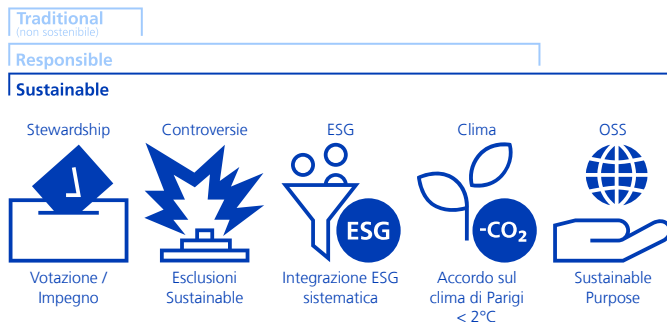 Traditional
(non sostenibile)
Responsible
Sustainable
Stewardship
Controversie
ESG
Clima
OSS
ESG
-CO₂
Votazione /
Impegno
Esclusioni
Sustainable
Integrazione ESG
sistematica
Accordo sul
clima di Parigi
< 2°C
Sustainable
Purpose